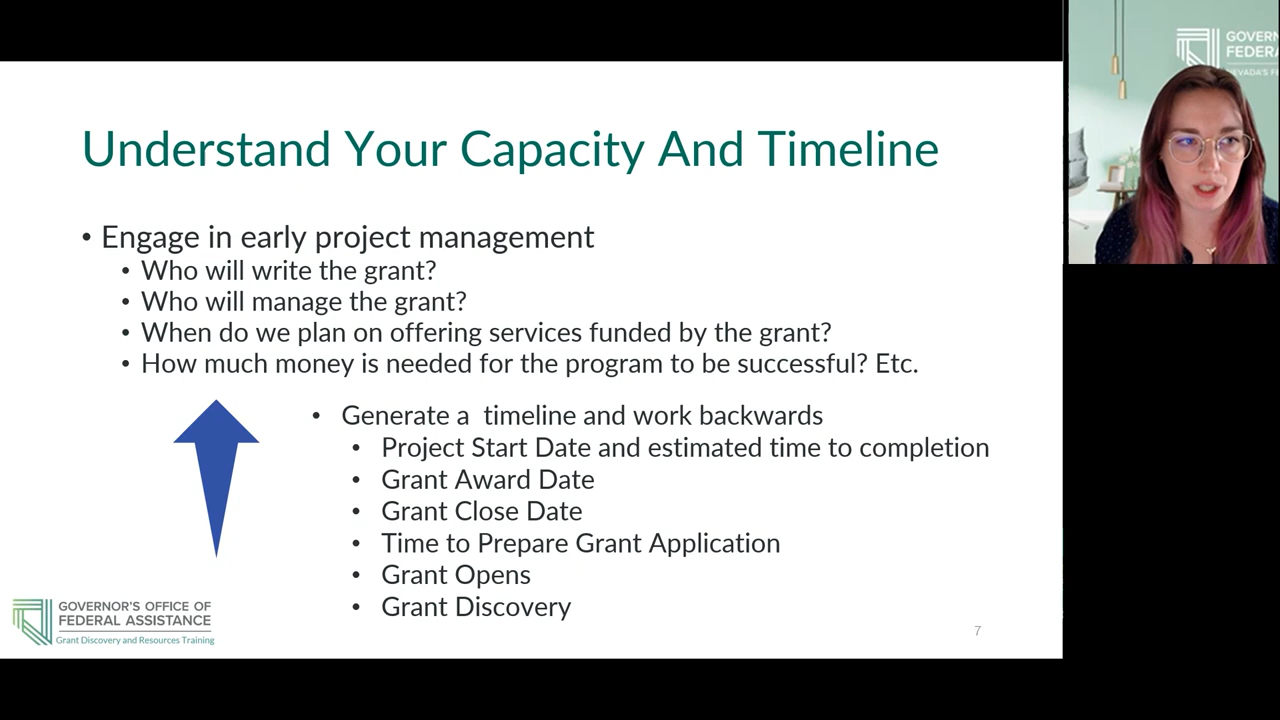 Understand Your Capacity And Timeline
• Engage in early project management
• Who will write the grant?
• Who will manage the grant?
• When do we plan on offering services funded by the grant?
• How much money is needed for the program to be successful? Etc.
• Generate a  timeline and work backwards
• Project Start Date and estimated time to completion
• Grant Award Date
• Grant Close Date
• Time to Prepare Grant Application
• Grant Opens
• Grant Discovery
GOVERNOR'S OFFICE OF
FEDERAL ASSISTANCE
Grant Discovery and Resources Training
7
GOVERN
FEDERA
NEVADA'S F